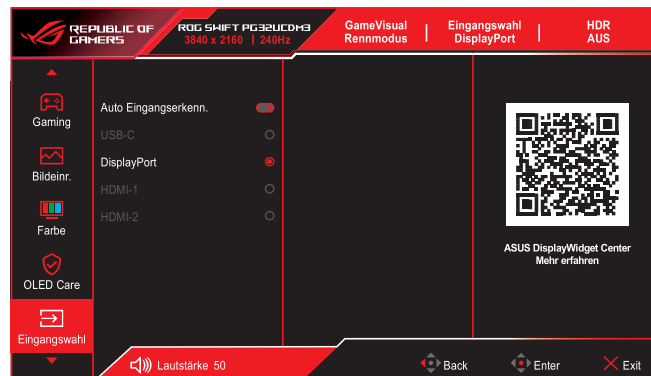 REPUBLIC OF
GAMERS
ROG SWIFT PG32UCDM3
3840 x 2160 | 240Hz
GameVisual
Rennmodus
Eingangswahl
DisplayPort
HDR
AUS
Gaming
Bildeinr.
Farbe
OLED Care
Eingangswahl
Auto Eingangserkenn.
USB-C
DisplayPort
HDMI-1
HDMI-2
ASUS DisplayWidget Center
Mehr erfahren
Lautstärke 50
Back
Enter
Exit